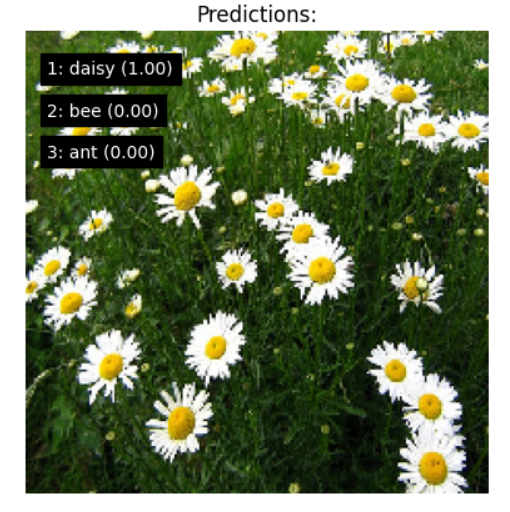 Predictions:
1: daisy (1.00)
2: bee (0.00)
3: ant (0.00)